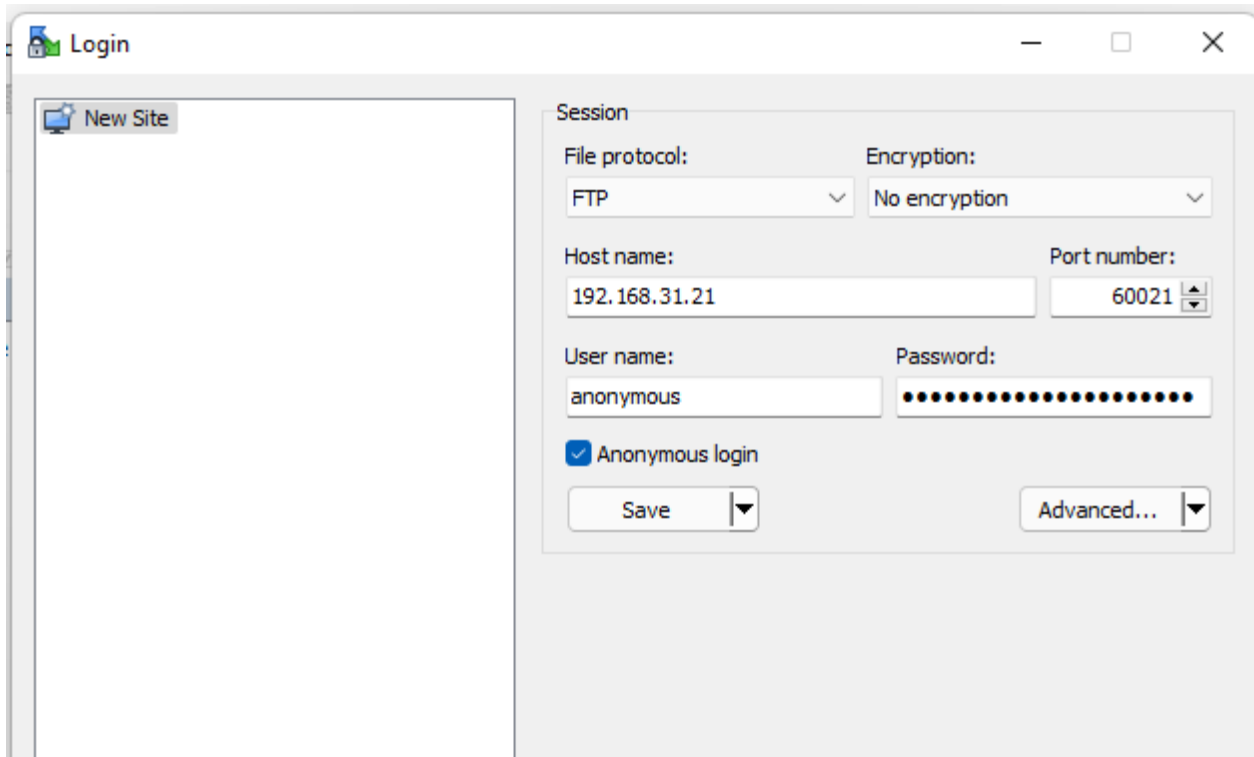 Login
New Site
Session
File protocol: Encryption:
FTP No encryption
Host name: Port number:
192.168.31.21 60021
User name: Password:
anonymous ●●●●●●●●●●●●●●●●●●●●●
Anonymous login
Save Advanced...